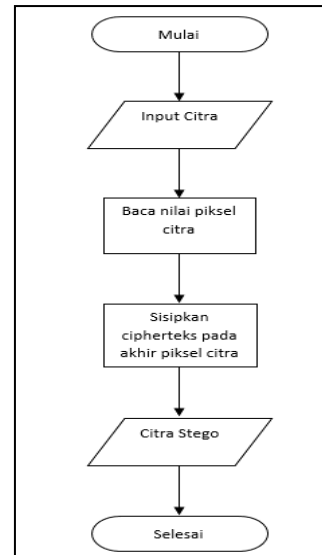 Mulai
Input Citra
Baca nilai piksel
citra
Sisipkan
cipherteks pada
akhir piksel citra
Citra Stego
Selesai